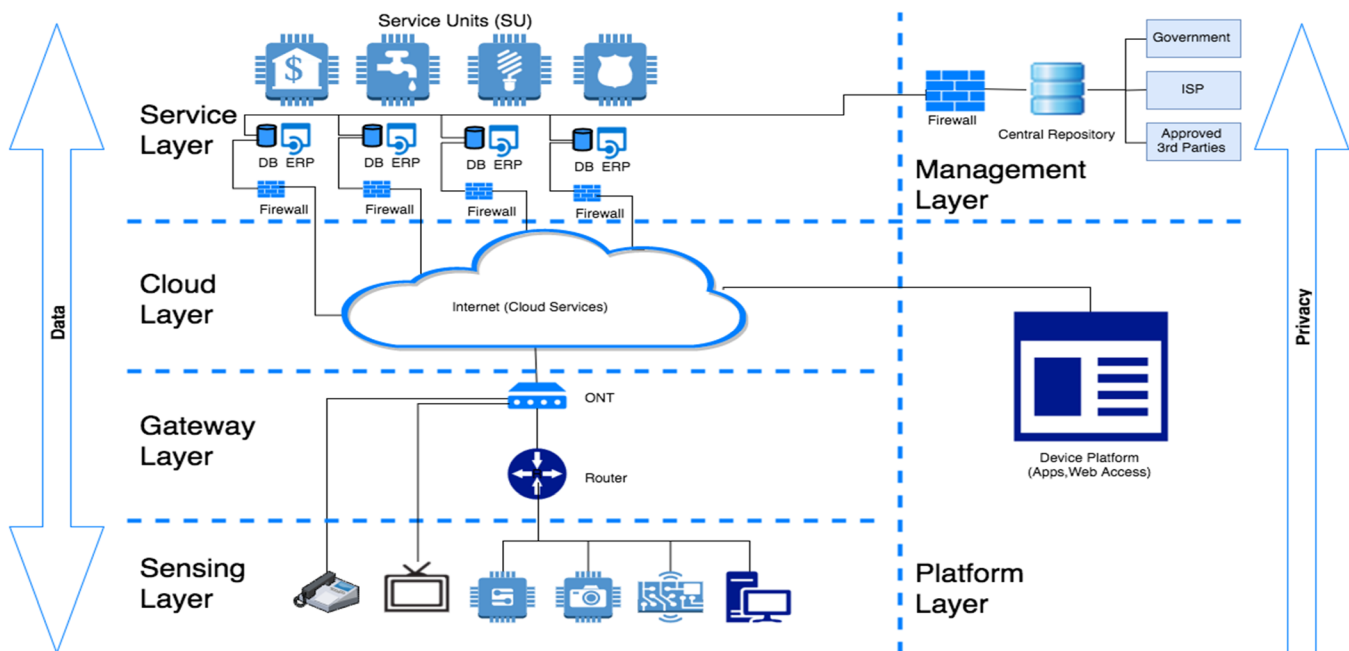 Service Units (SU)
Service
Layer
DB ERP
DB ERP
DB ERP
DB ERP
Firewall
Firewall
Firewall
Firewall
Firewall
Central Repository
Government
ISP
Approved
3rd Parties
Management
Layer
Cloud
Layer
Internet (Cloud Services)
Data
Privacy
Gateway
Layer
ONT
Router
Device Platform
(Apps,Web Access)
Sensing
Layer
Platform
Layer